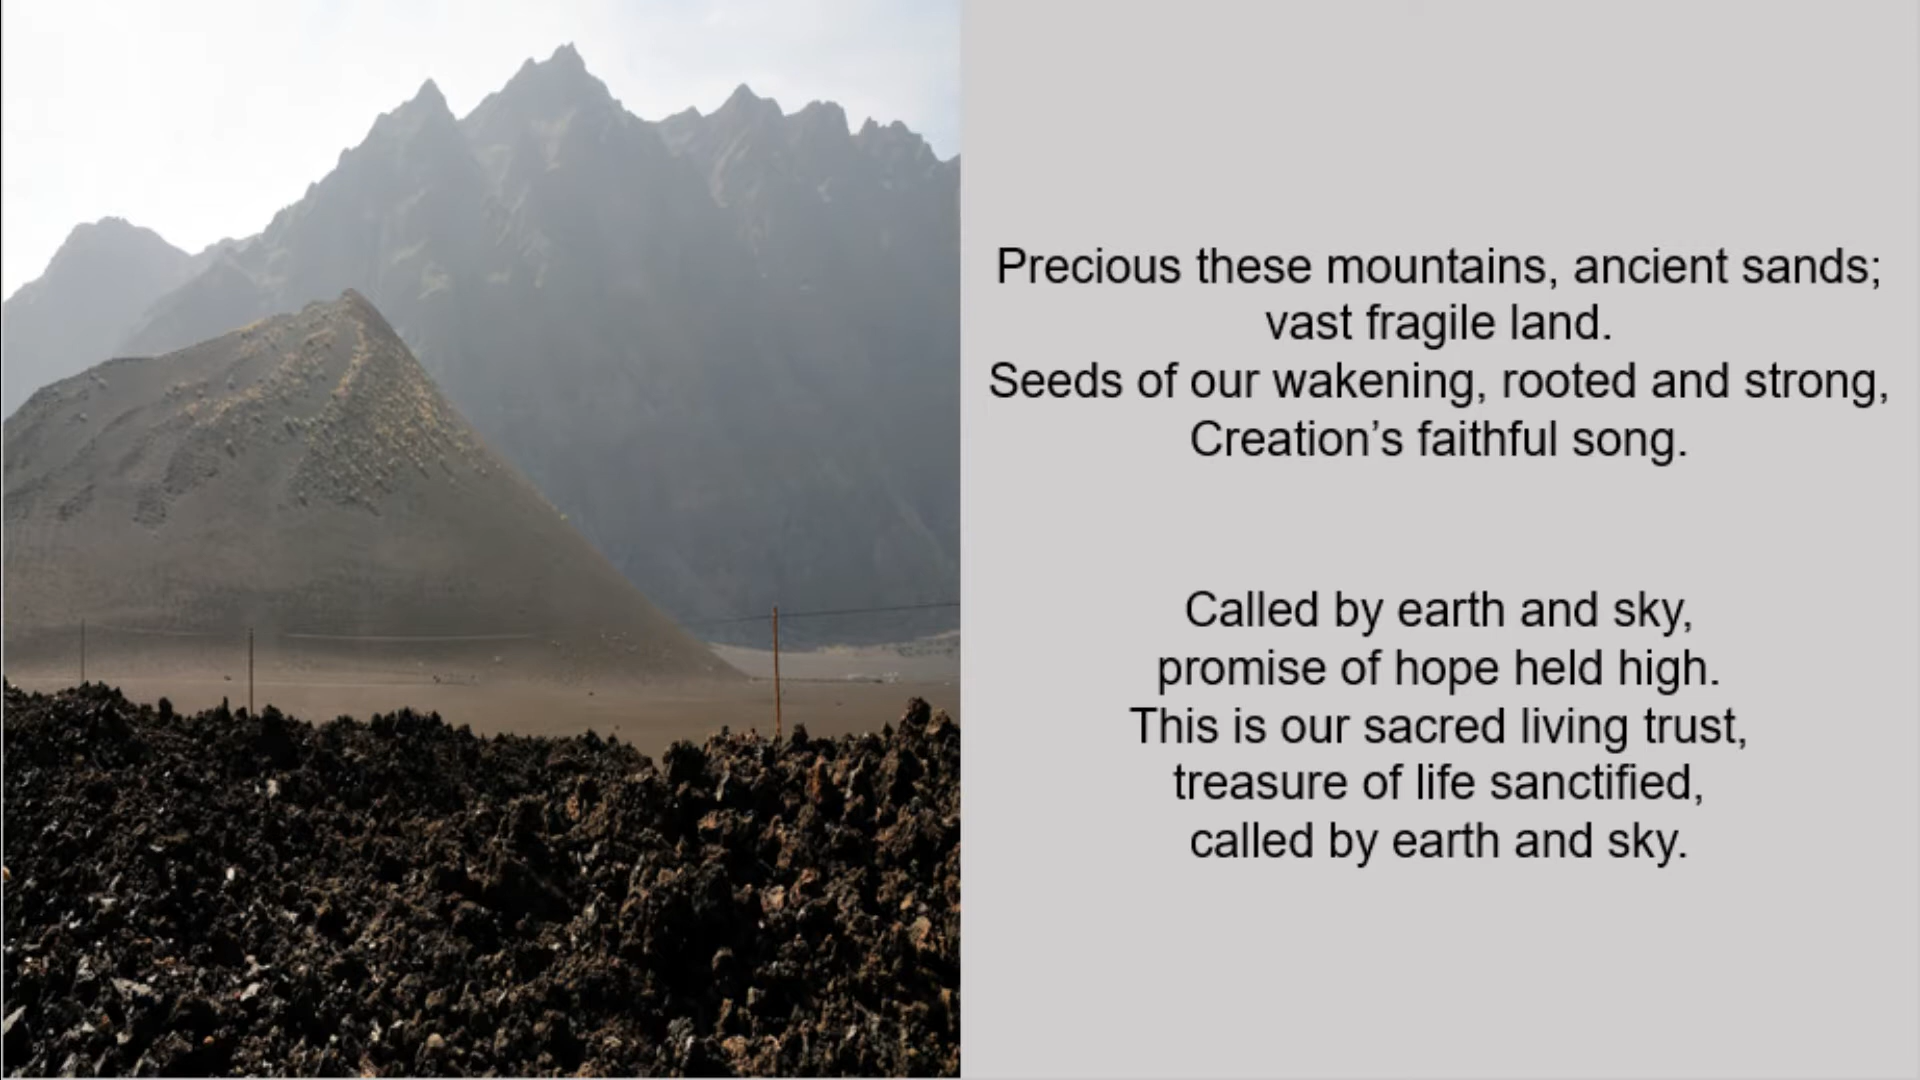 Precious these mountains, ancient sands;
vast fragile land.
Seeds of our wakening, rooted and strong,
Creation’s faithful song.
Called by earth and sky,
promise of hope held high.
This is our sacred living trust,
treasure of life sanctified,
called by earth and sky.